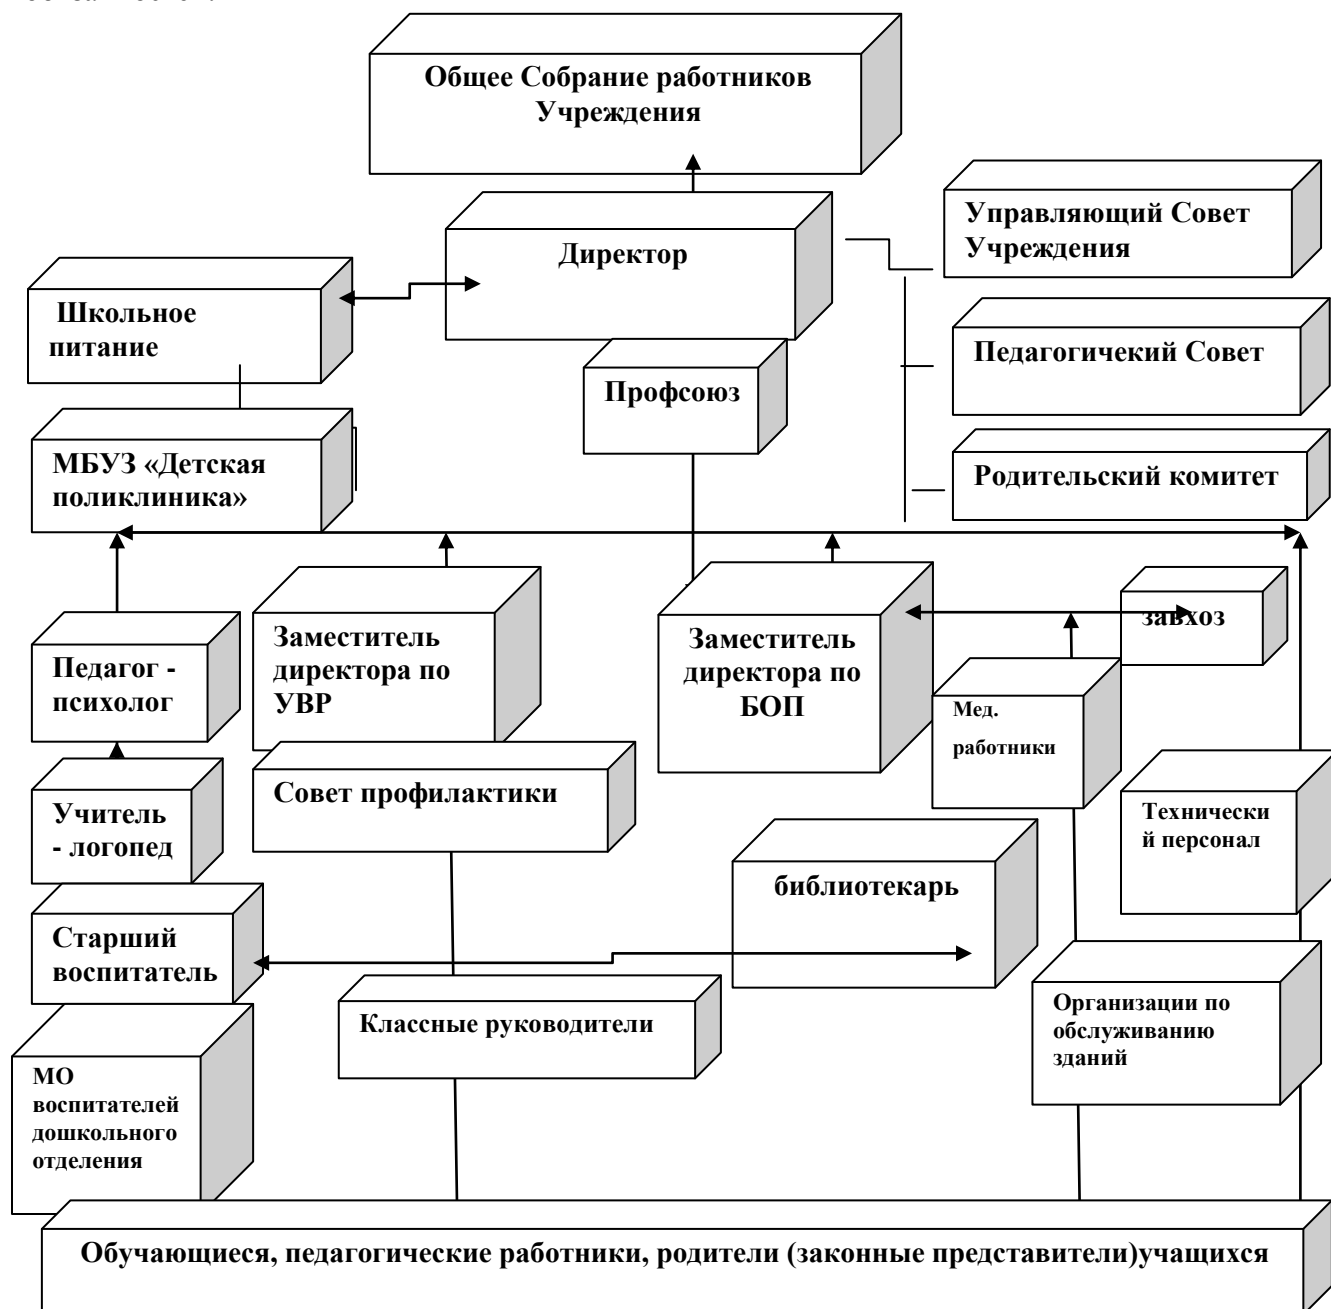 Общее Собрание работников
Учреждения
Управляющий Совет
Учреждения
Директор
Школьное
питание
Педагогичекий Совет
Профсоюз
МБУЗ «Детская
поликлиника»
Родительский комитет
завхоз
Заместитель
директора по
УВР
Заместитель
директора по
БОП
Педагог -
психолог
Мед.
работники
Совет профилактики
Учитель
- логопед
Технически
й персонал
библиотекарь
Старший
воспитатель
Классные руководители
Организации по
обслуживанию
зданий
МО
воспитателей
дошкольного
отделения
Обучающиеся, педагогические работники, родители (законные представители)учащихся